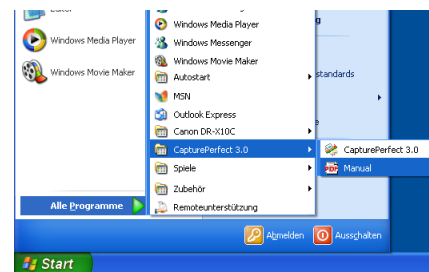 Windows Media Player
Windows Messenger
Windows Movie Maker
Autostart
MSN
Outlook Express
Canon DR-X10C
CapturePerfect 3.0
Spiele
Zubehör
Remoteunterstützung
Windows Media Player
Windows Movie Maker
standards
CapturePerfect 3.0
PDF Manual
Alle Programme
Abmelden
Ausschalten
Start